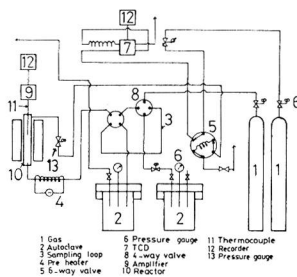 12
7
12
8
9
3
6
5
11
13
10
6
1
1
4
2
2
1 Gas
2 Autoclave
3 Sampling loop
4 Pre heater
5 6-way valve
6 Pressure gauge
7 TCD
8 4-way valve
9 Amplifier
10 Reactor
11 Thermocouple
12 Recorder
13 Pressure gauge